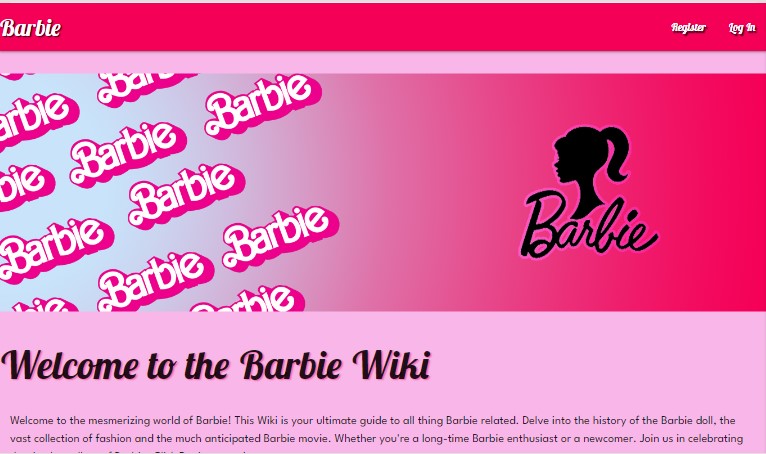 Barbie
Register Log In
Barbie
Barbie
Barbie
Barbie
Barbie
Barbie
Barbie
Barbie
Barbie
Welcome to the Barbie Wiki
Welcome to the mesmerizing world of Barbie! This Wiki is your ultimate guide to all thing Barbie related. Delve into the history of the Barbie doll, the
vast collection of fashion and the much anticipated Barbie movie. Whether you're a long-time Barbie enthusiast or a newcomer. Join us in celebrating